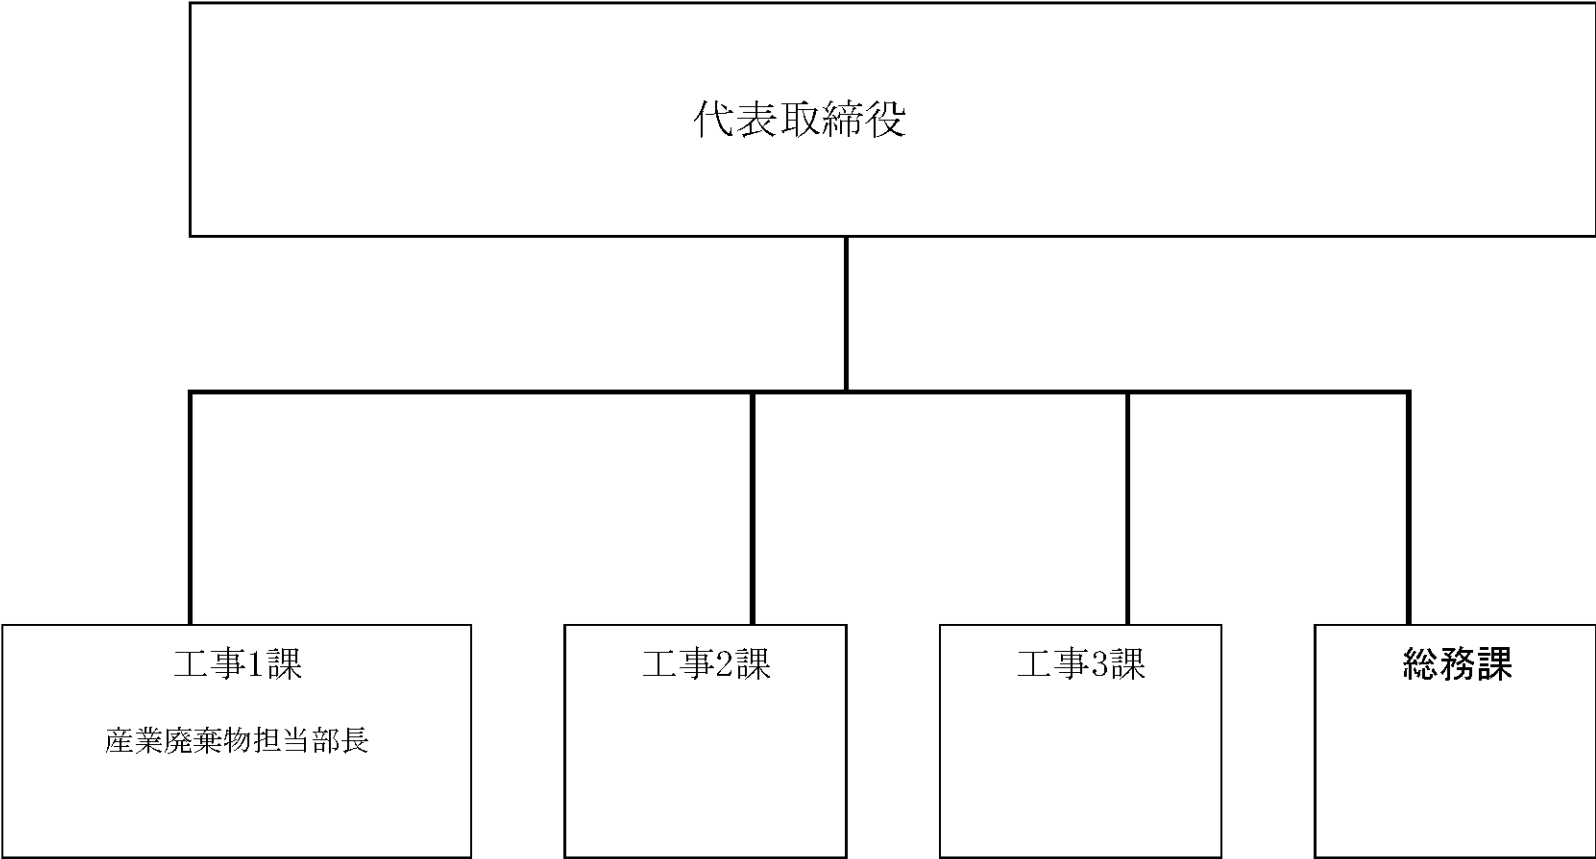 代表取締役
工事1課
産業廃棄物担当部長
工事2課
工事3課
総務課